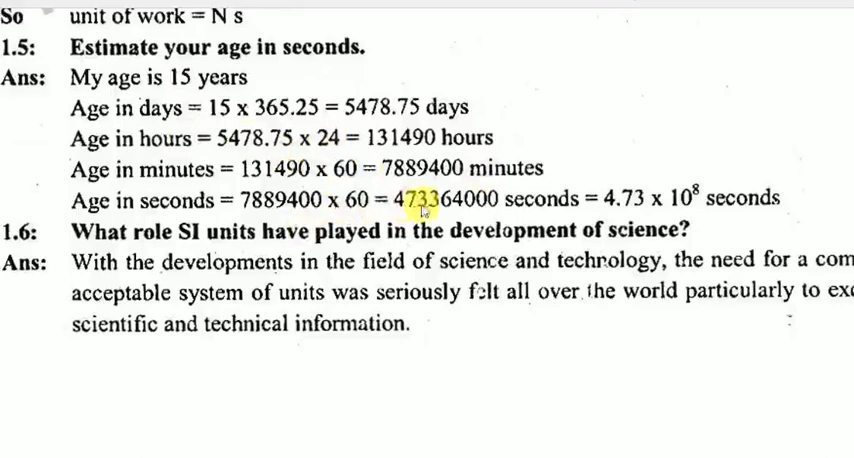 So unit of work = N s
1.5: Estimate your age in seconds.
Ans: My age is 15 years
Age in days = 15 x 365.25 = 5478.75 days
Age in hours = 5478.75 x 24 = 131490 hours
Age in minutes = 131490 x 60 = 7889400 minutes
Age in seconds = 7889400 x 60 = 473364000 seconds = 4.73 x 10⁸ seconds
1.6: What role SI units have played in the development of science?
Ans: With the developments in the field of science and technology, the need for a com
acceptable system of units was seriously felt all over the world particularly to exc
scientific and technical information.